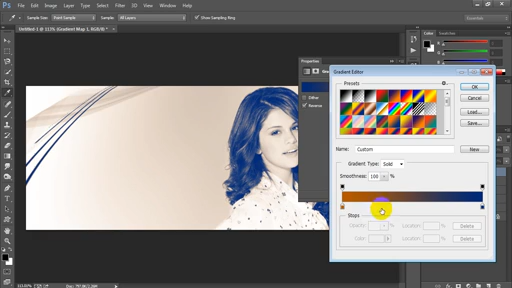 Ps File Edit Image Layer Type Select Filter 3D View Window Help
Sample Size: Point Sample Sample: All Layers Show Sampling Ring Essentials
Untitled-1 @ 113% (Gradient Map 1, RGB/8) *
Color Swatches
Properties
Gradient Editor
Presets
OK
Cancel
Load...
Save...
Dither
Reverse
Name: Custom New
Gradient Type: Solid
Smoothness: 100 %
Stops
Opacity: % Location: % Delete
Color: Location: % Delete